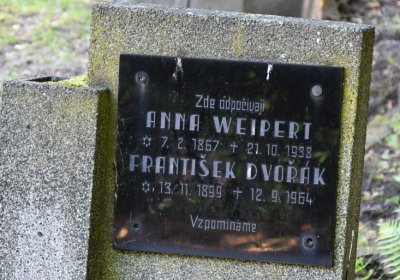 Zde odpočívají
ANNA WEIPERT
☆ 7. 2. 1867 ✝ 21. 10. 1938
FRANTIŠEK DVOŘÁK
☆ 13. 11. 1899 ✝ 12. 9. 1964
Vzpomínáme